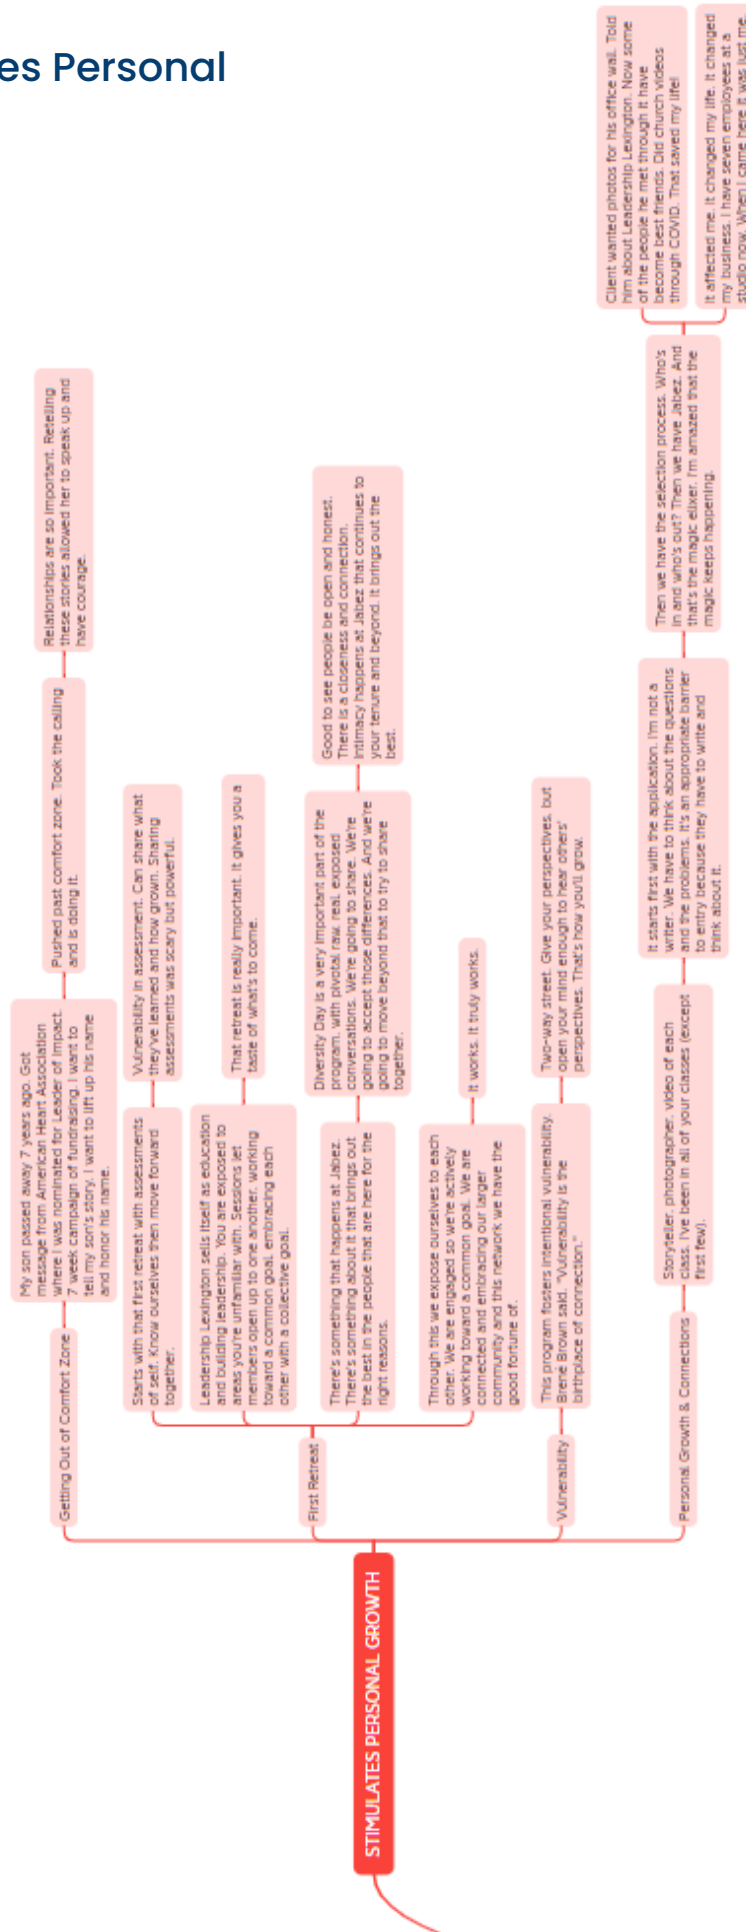 es Personal
STIMULATES PERSONAL GROWTH
Getting Out of Comfort Zone
My son passed away 7 years ago. Got
message from American Heart Association
where I was nominated for Leader of Impact.
7 week campaign of fundraising. I want to
tell my son's story. I want to lift up his name
and honor his name.
Pushed past comfort zone. Took the calling
and is doing it.
Relationships are so important. Retelling
these stories allowed her to speak up and
have courage.
First Retreat
Starts with that first retreat with assessments
of self. Know ourselves then move forward
together.
Vulnerability in assessment. Can share what
they've learned and how grown. Sharing
assessments was scary but powerful.
Leadership Lexington sells itself as education
and building leadership. You are exposed to
areas you're unfamiliar with. Sessions let
members open up to one another, working
toward a common goal, embracing each
other with a collective goal.
That retreat is really important. It gives you a
taste of what's to come.
There's something that happens at Jabez.
There's something about it that brings out
the best in the people that are here for the
right reasons.
Diversity Day is a very important part of the
program, with pivotal raw, real, exposed
conversations. We're going to share. We're
going to accept those differences. And we're
going to move beyond that to try to share
together.
Good to see people be open and honest.
There is a closeness and connection.
Intimacy happens at Jabez that continues to
your tenure and beyond. It brings out the
best.
Through this we expose ourselves to each
other. We are engaged so we're actively
working toward a common goal. We are
connected and embracing our larger
community and this network we have the
good fortune of.
It works. It truly works.
Vulnerability
This program fosters intentional vulnerability.
Brené Brown said, "Vulnerability is the
birthplace of connection."
Two-way street. Give your perspectives, but
open your mind enough to hear others'
perspectives. That's how you'll grow.
Personal Growth & Connections
Storyteller, photographer, video of each
class. I've been in all of your classes (except
first few).
It starts first with the application. I'm not a
writer. We have to think about the questions
and the problems. It's an appropriate barrier
to entry because they have to write and
think about it.
Then we have the selection process. Who's
in and who's out? Then we have Jabez. And
that's the magic elixer. I'm amazed that the
magic keeps happening.
Client wanted photos for his office wall. Told
him about Leadership Lexington. Now some
of the people he met through it have
become best friends. Did church videos
through COVID. That saved my life!
It affected me. It changed my life. It changed
my business. I have seven employees at a
studio now. When I came here it was just me.